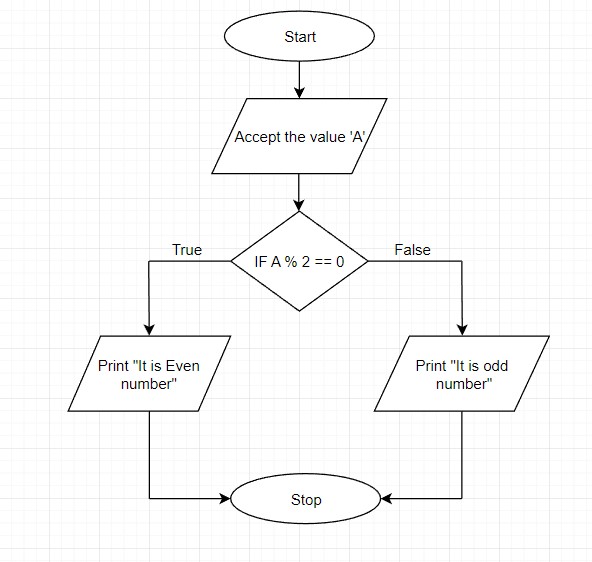 Start
Accept the value 'A'
IF A % 2 == 0
True
False
Print "It is Even
number"
Print "It is odd
number"
Stop